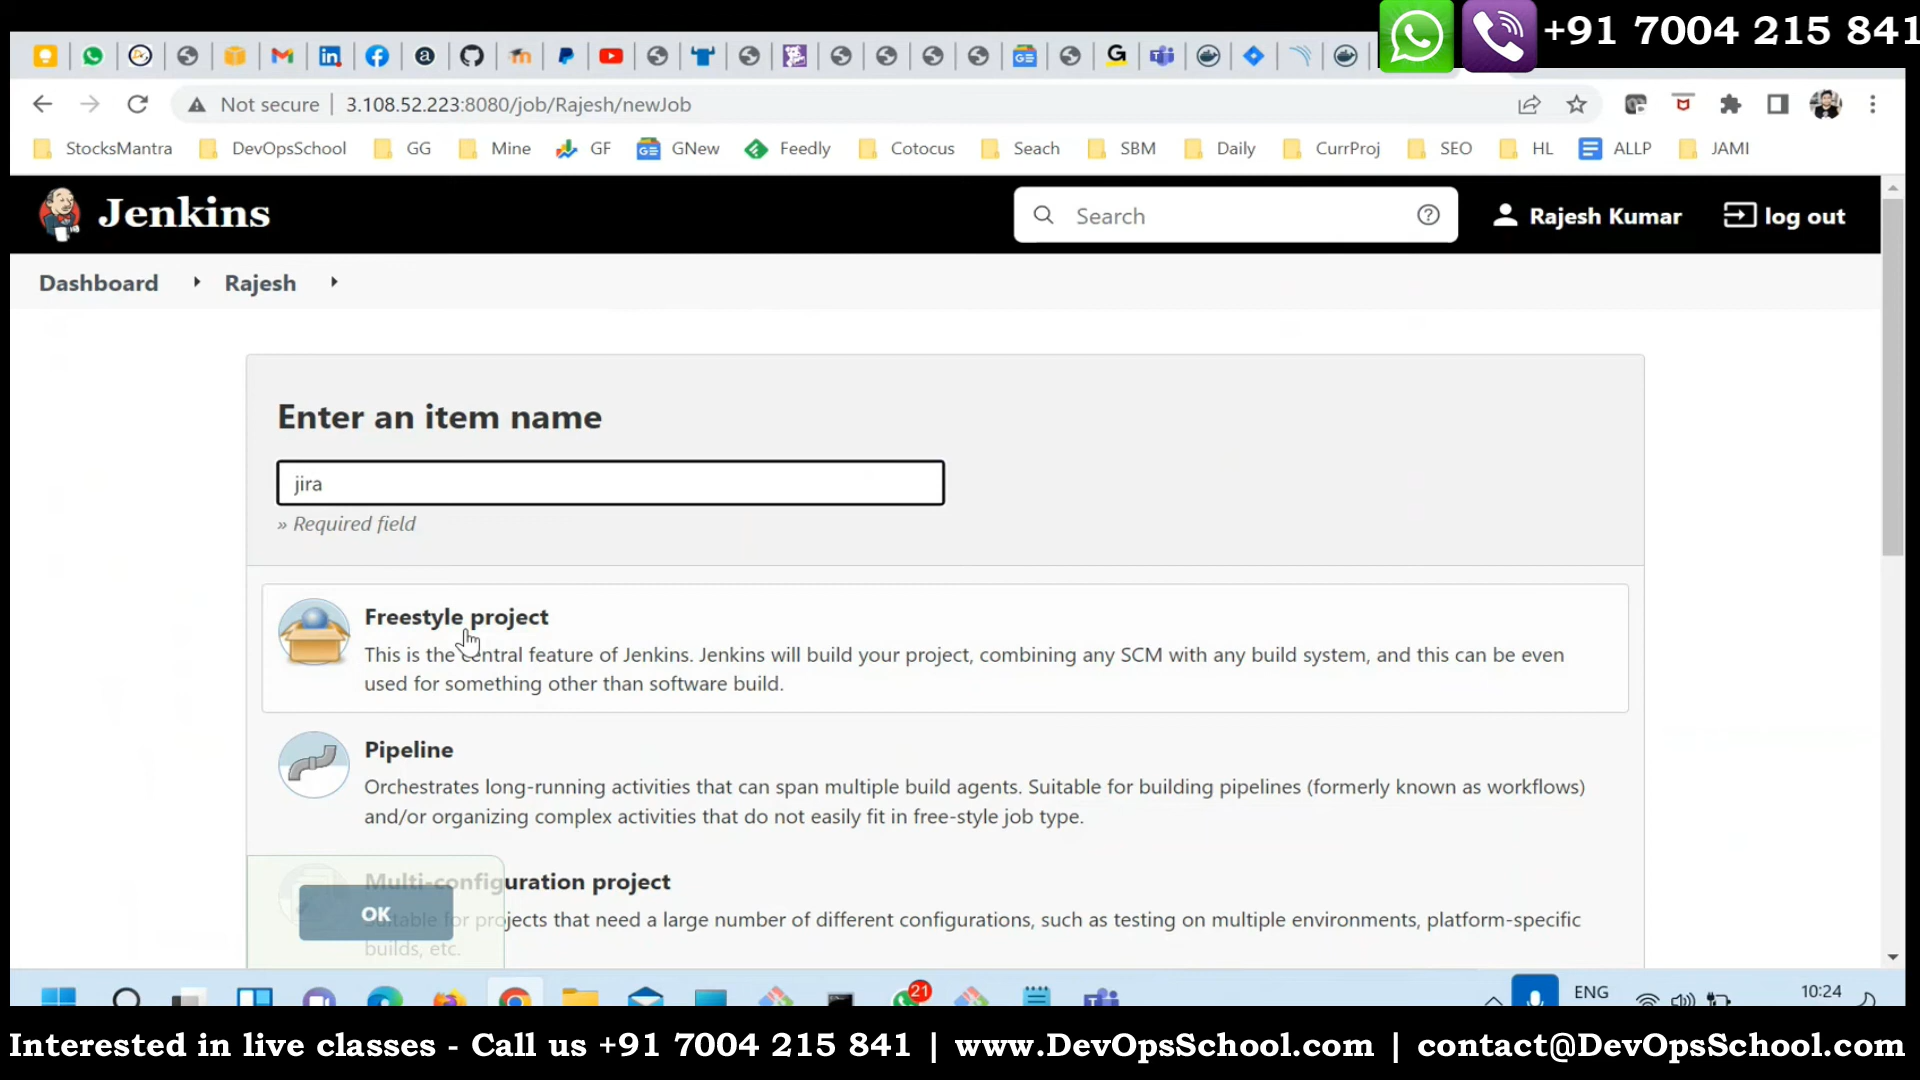 +91 7004 215 841
Not secure | 3.108.52.223:8080/job/Rajesh/newJob
StocksMantra DevOpsSchool GG Mine GF GNew Feedly Cotocus Seach SBM Daily CurrProj SEO HL ALLP JAMI
Jenkins
Search
Rajesh Kumar
log out
Dashboard Rajesh
Enter an item name
jira
» Required field
Freestyle project
This is the central feature of Jenkins. Jenkins will build your project, combining any SCM with any build system, and this can be even
used for something other than software build.
Pipeline
Orchestrates long-running activities that can span multiple build agents. Suitable for building pipelines (formerly known as workflows)
and/or organizing complex activities that do not easily fit in free-style job type.
Multi-configuration project
Suitable for projects that need a large number of different configurations, such as testing on multiple environments, platform-specific
builds, etc.
OK
21
ENG
10:24
Interested in live classes - Call us +91 7004 215 841 | www.DevOpsSchool.com | contact@DevOpsSchool.com